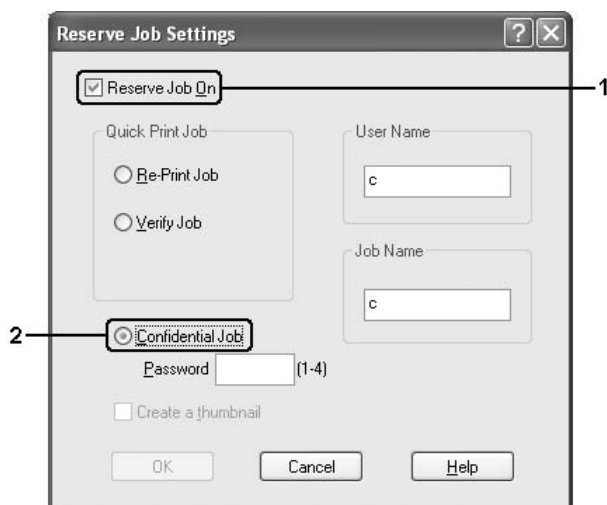 Reserve Job Settings
Reserve Job On
1
Quick Print Job
Re-Print Job
Verify Job
User Name
c
Job Name
c
2
Confidential Job
Password (1-4)
Create a thumbnail
OK Cancel Help